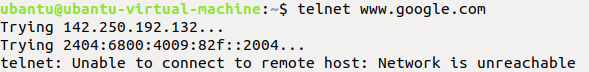 ubuntu@ubuntu-virtual-machine:~$ telnet www.google.com
Trying 142.250.192.132...
Trying 2404:6800:4009:82f::2004...
telnet: Unable to connect to remote host: Network is unreachable